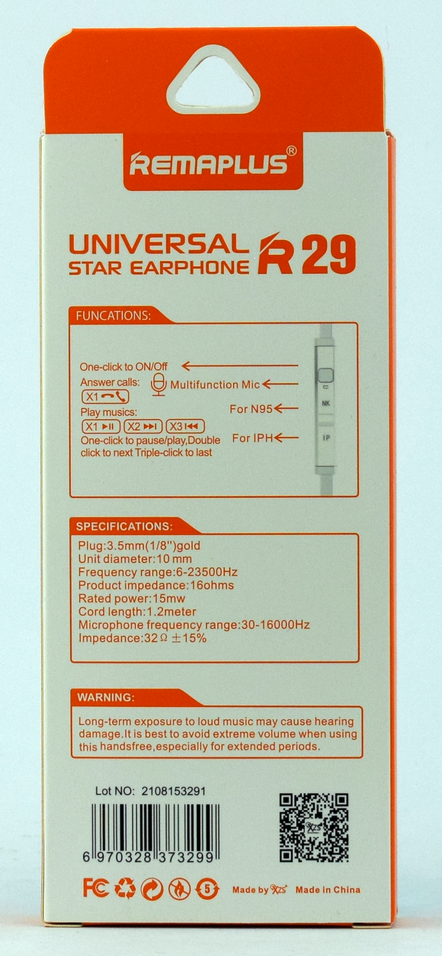 REMAPLUS®
UNIVERSAL
STAR EARPHONE R 29
FUNCATIONS:
One-click to ON/Off
Answer calls:
Multifunction Mic
X1
Play musics:
For N95
X1 X2 X3
One-click to pause/play,Double
click to next Triple-click to last
For IPH
NK
IP
SPECIFICATIONS:
Plug:3.5mm(1/8")gold
Unit diameter:10 mm
Frequency range:6-23500Hz
Product impedance:16ohms
Rated power:15mw
Cord length:1.2meter
Microphone frequency range:30-16000Hz
Impedance:32Ω ±15%
WARNING:
Long-term exposure to loud music may cause hearing
damage.It is best to avoid extreme volume when using
this handsfree,especially for extended periods.
Lot NO: 2108153291
6 970328 373299
FC 5 Made by XZS Made in China